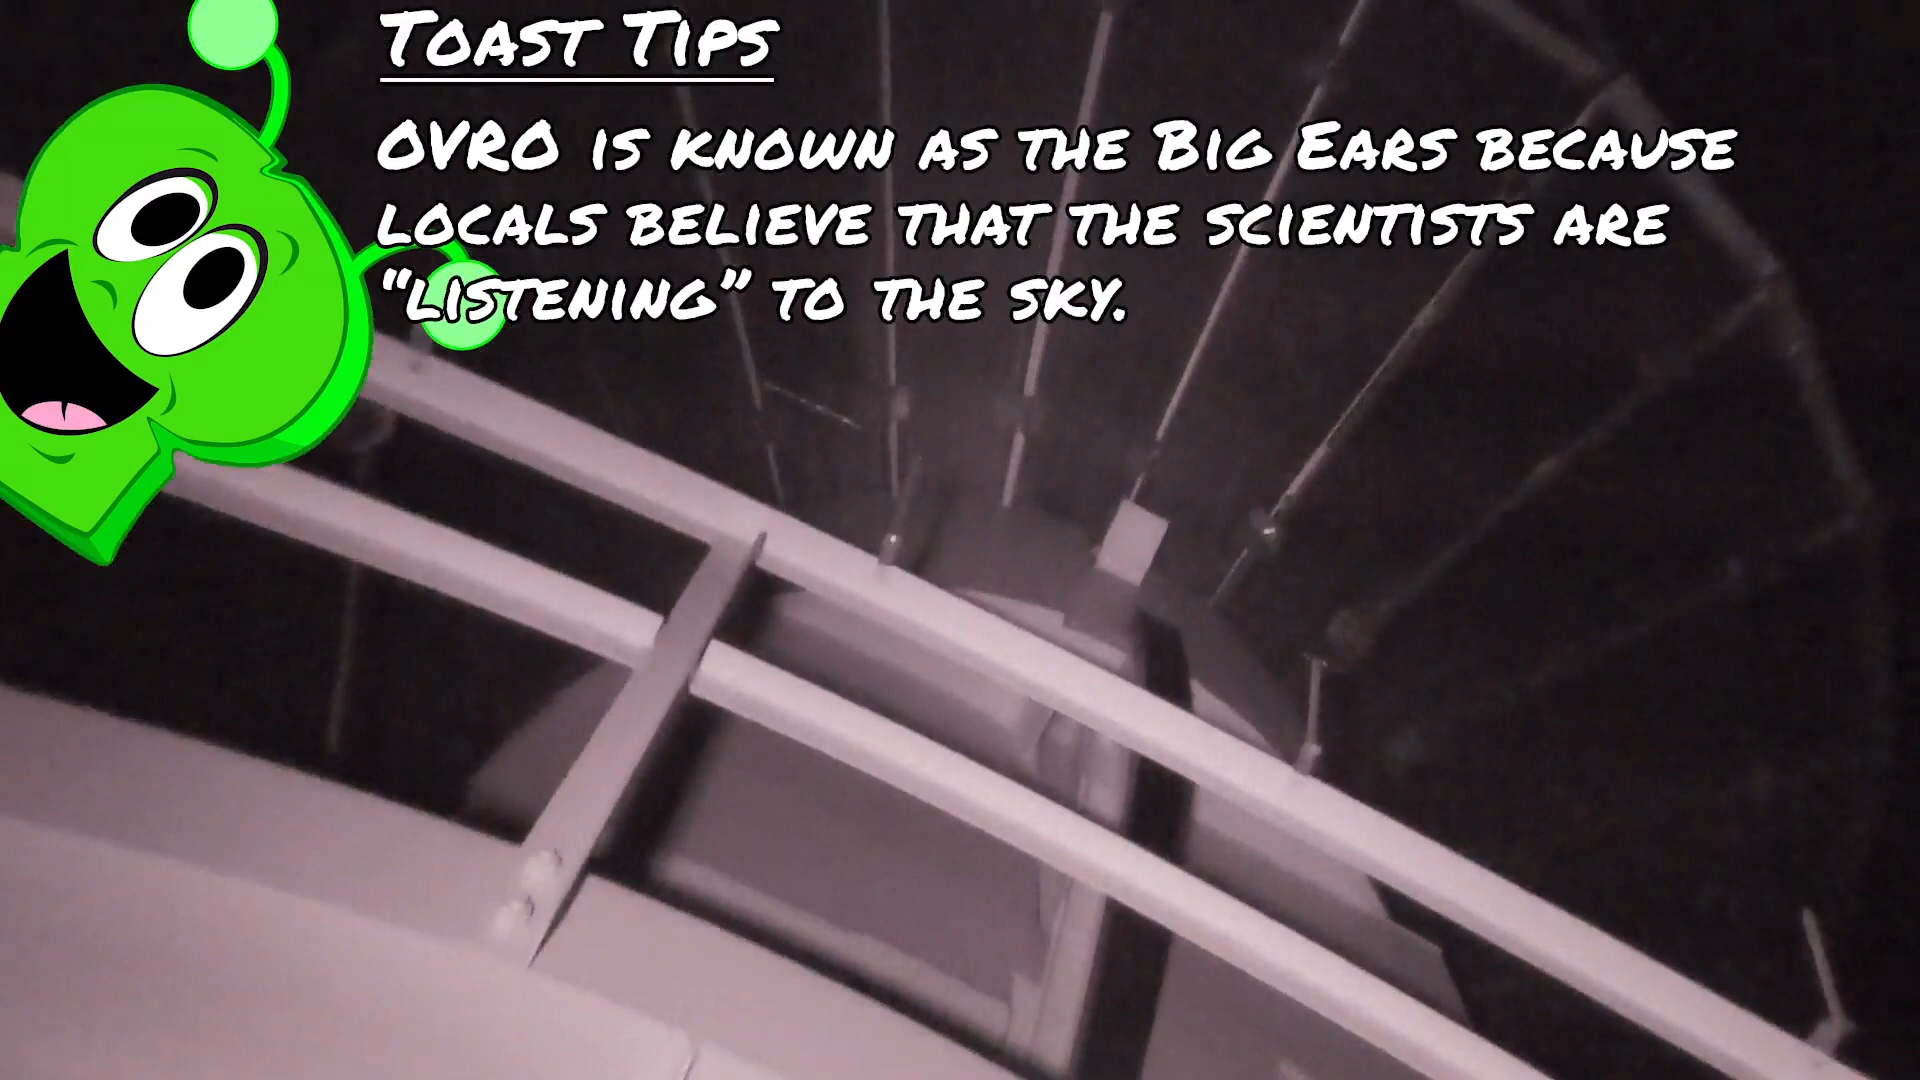 Toast Tips
OVRO is known as the Big Ears because
locals believe that the scientists are
“listening” to the sky.